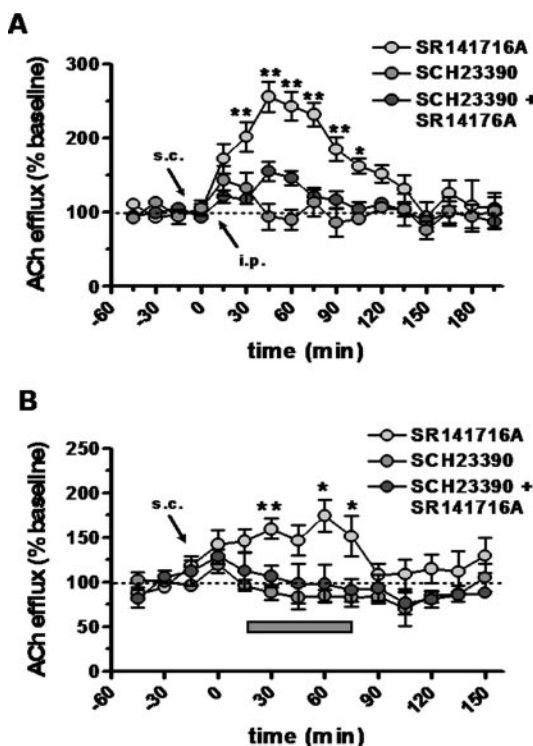 A
SR141716A
SCH23390
SCH23390 +
SR14176A
ACh efflux (% baseline)
300
200
100
0
s.c.
i.p.
** ** ** ** ** *
-60 -30 0 30 60 90 120 150 180
time (min)
B
SR141716A
SCH23390
SCH23390 +
SR141716A
ACh efflux (% baseline)
250
200
150
100
50
0
s.c.
** * *
-60 -30 0 30 60 90 120 150
time (min)